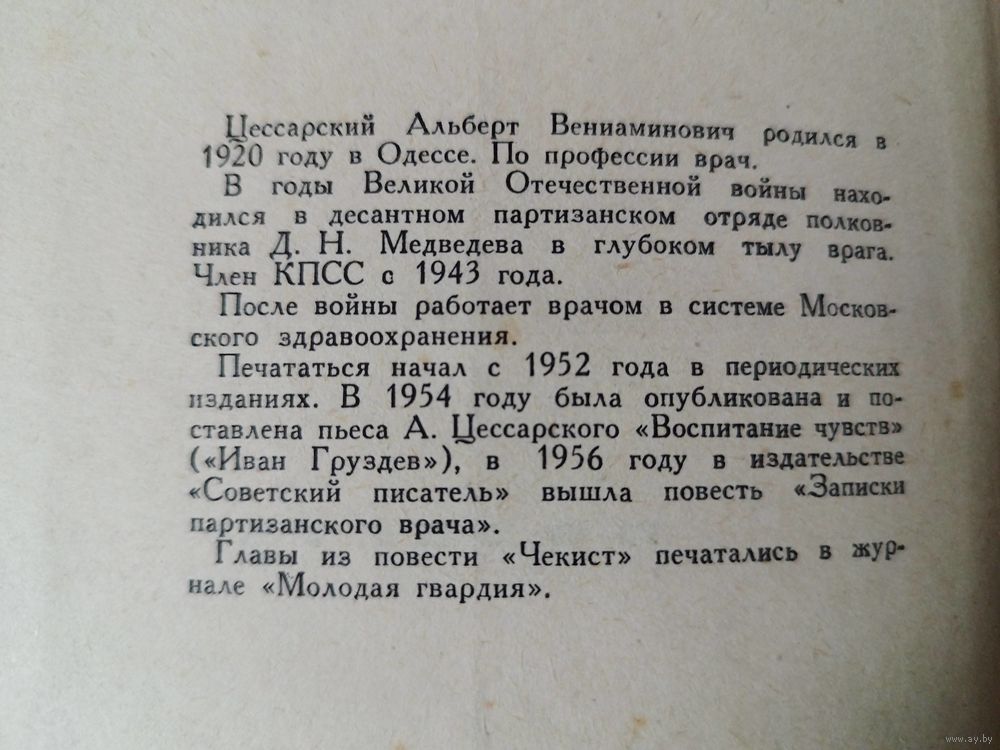 Цессарский Альберт Вениаминович родился в
1920 году в Одессе. По профессии врач.
В годы Великой Отечественной войны нахо-
дился в десантном партизанском отряде полков-
ника Д. Н. Медведева в глубоком тылу врага.
Член КПСС с 1943 года.
После войны работает врачом в системе Москов-
ского здравоохранения.
Печататься начал с 1952 года в периодических
изданиях. В 1954 году была опубликована и по-
ставлена пьеса А. Цессарского «Воспитание чувств»
(«Иван Груздев»), в 1956 году в издательстве
«Советский писатель» вышла повесть «Записки
партизанского врача».
Главы из повести «Чекист» печатались в жур-
нале «Молодая гвардия».
www.ay.by